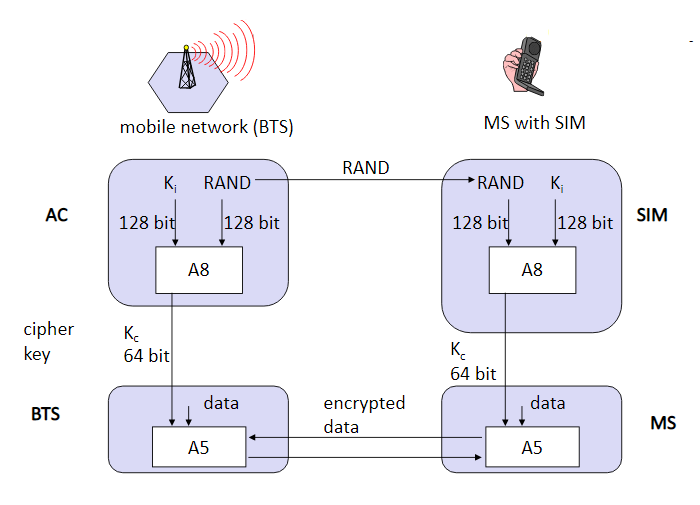 mobile network (BTS)
MS with SIM
RAND
AC
Ki
RAND
128 bit
128 bit
A8
RAND
Ki
128 bit
128 bit
A8
SIM
cipher
key
Kc
64 bit
Kc
64 bit
BTS
data
A5
encrypted
data
data
A5
MS